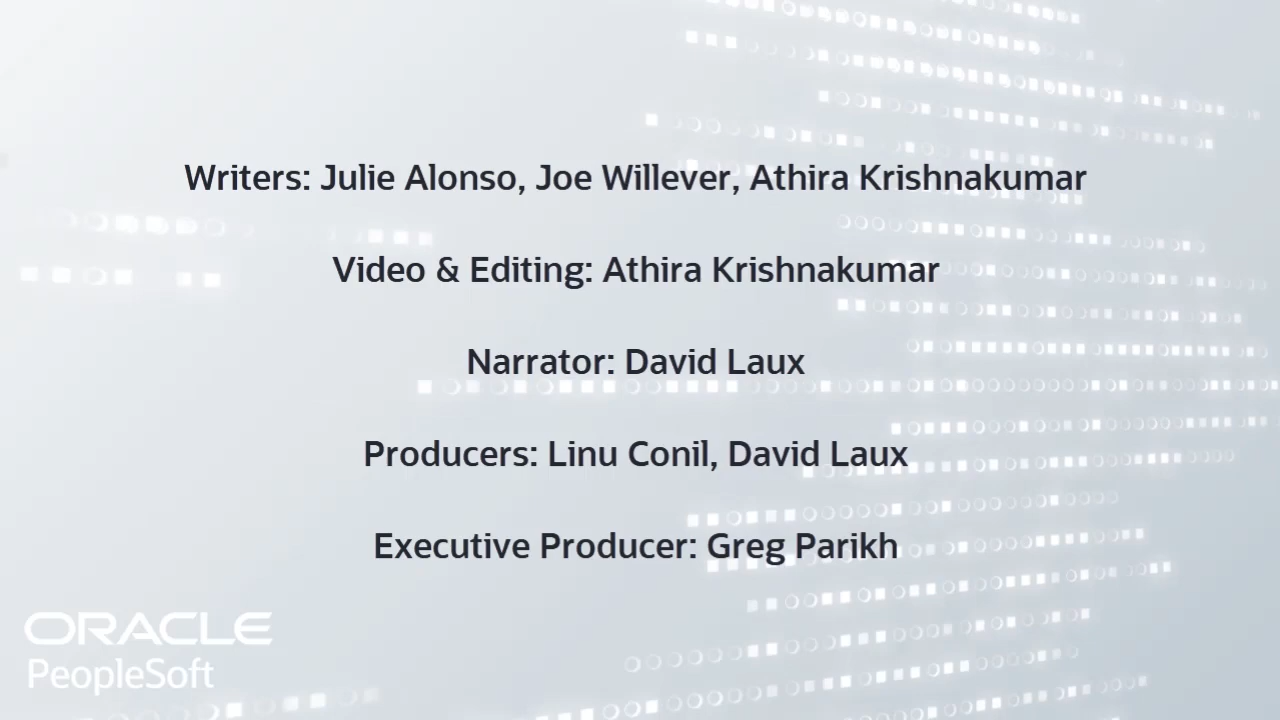 Writers: Julie Alonso, Joe Willever, Athira Krishnakumar
Video & Editing: Athira Krishnakumar
Narrator: David Laux
Producers: Linu Conil, David Laux
Executive Producer: Greg Parikh
ORACLE
PeopleSoft